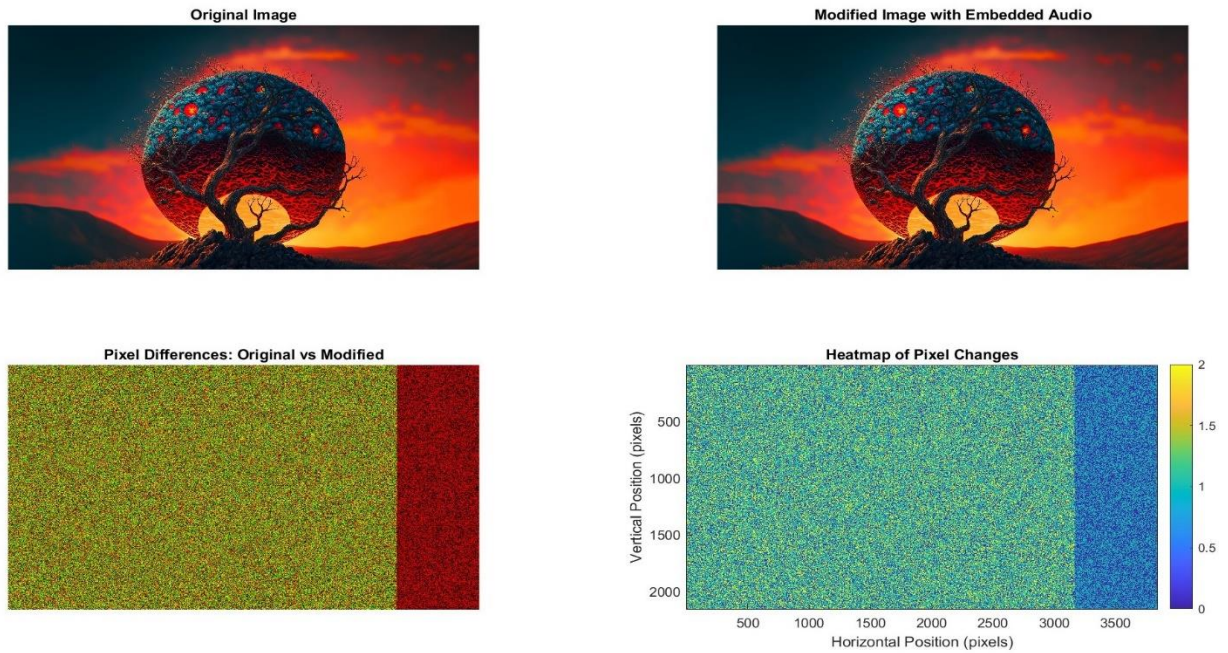 Original Image
Modified Image with Embedded Audio
Pixel Differences: Original vs Modified
Heatmap of Pixel Changes
Vertical Position (pixels)
500
1000
1500
2000
500 1000 1500 2000 2500 3000 3500
Horizontal Position (pixels)
2
1.5
1
0.5
0